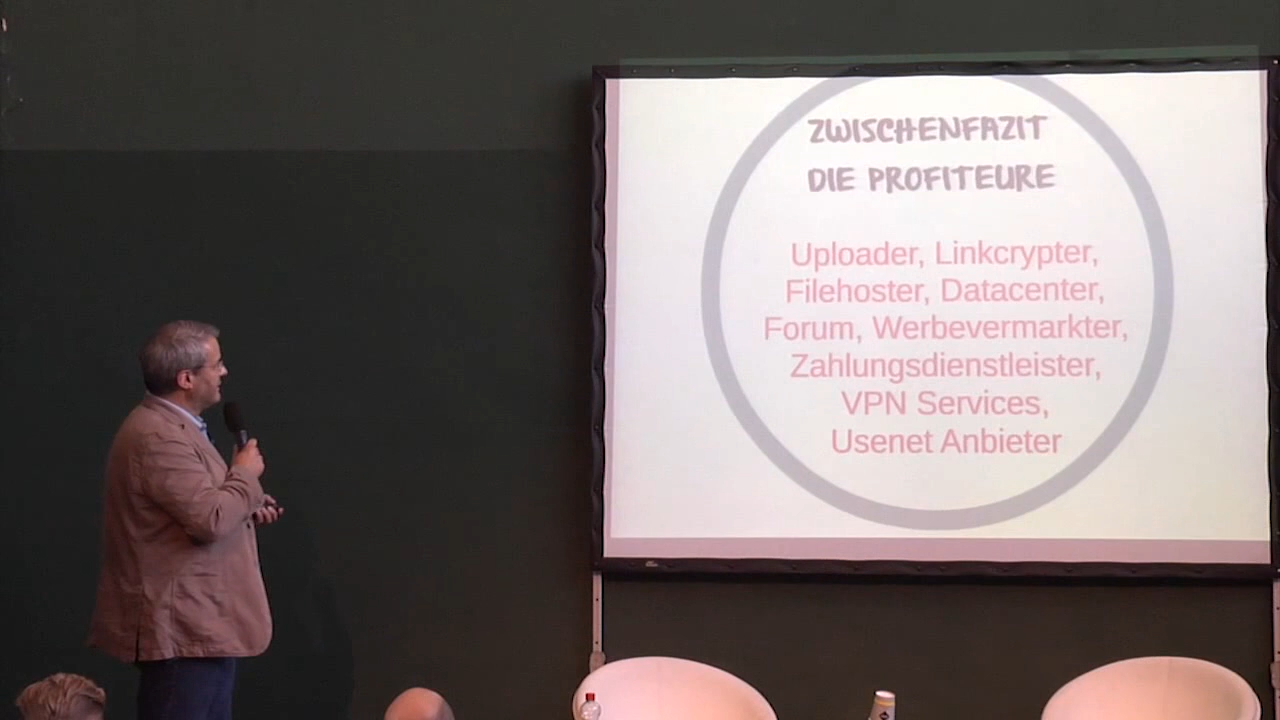 ZWISCHENFAZIT
DIE PROFITEURE
Uploader, Linkcrypter,
Filehoster, Datacenter,
Forum, Werbevermarkter,
Zahlungsdienstleister,
VPN Services,
Usenet Anbieter